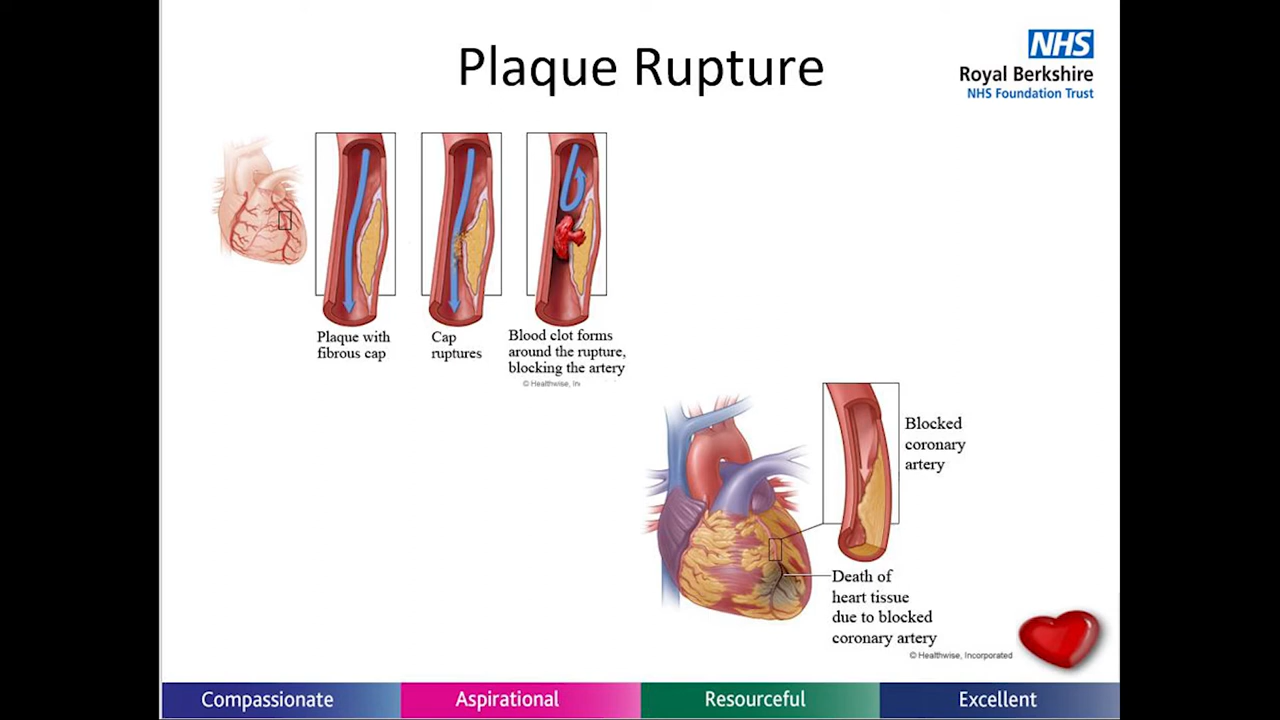 Plaque Rupture
NHS
Royal Berkshire
NHS Foundation Trust
Plaque with
fibrous cap
Cap
ruptures
Blood clot forms
around the rupture,
blocking the artery
© Healthwise, In
Blocked
coronary
artery
Death of
heart tissue
due to blocked
coronary artery
© Healthwise, Incorporated
Compassionate
Aspirational
Resourceful
Excellent